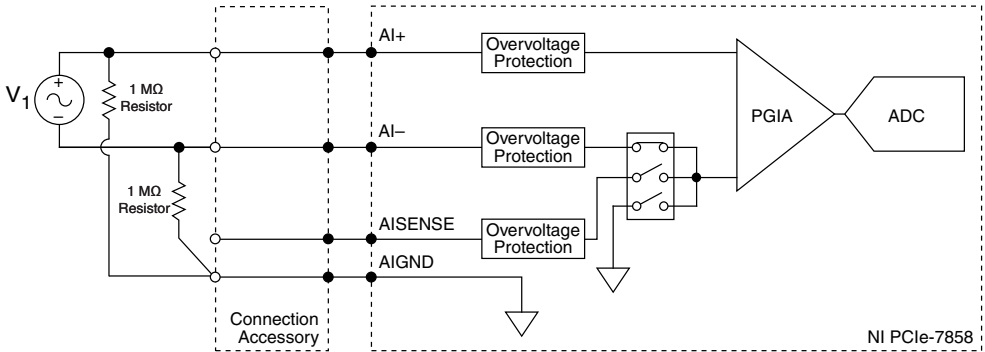 AI+
Overvoltage
Protection
1 MΩ
Resistor
V1
+
−
PGIA
ADC
AI−
Overvoltage
Protection
1 MΩ
Resistor
AISENSE
Overvoltage
Protection
AIGND
Connection
Accessory
NI PCIe-7858